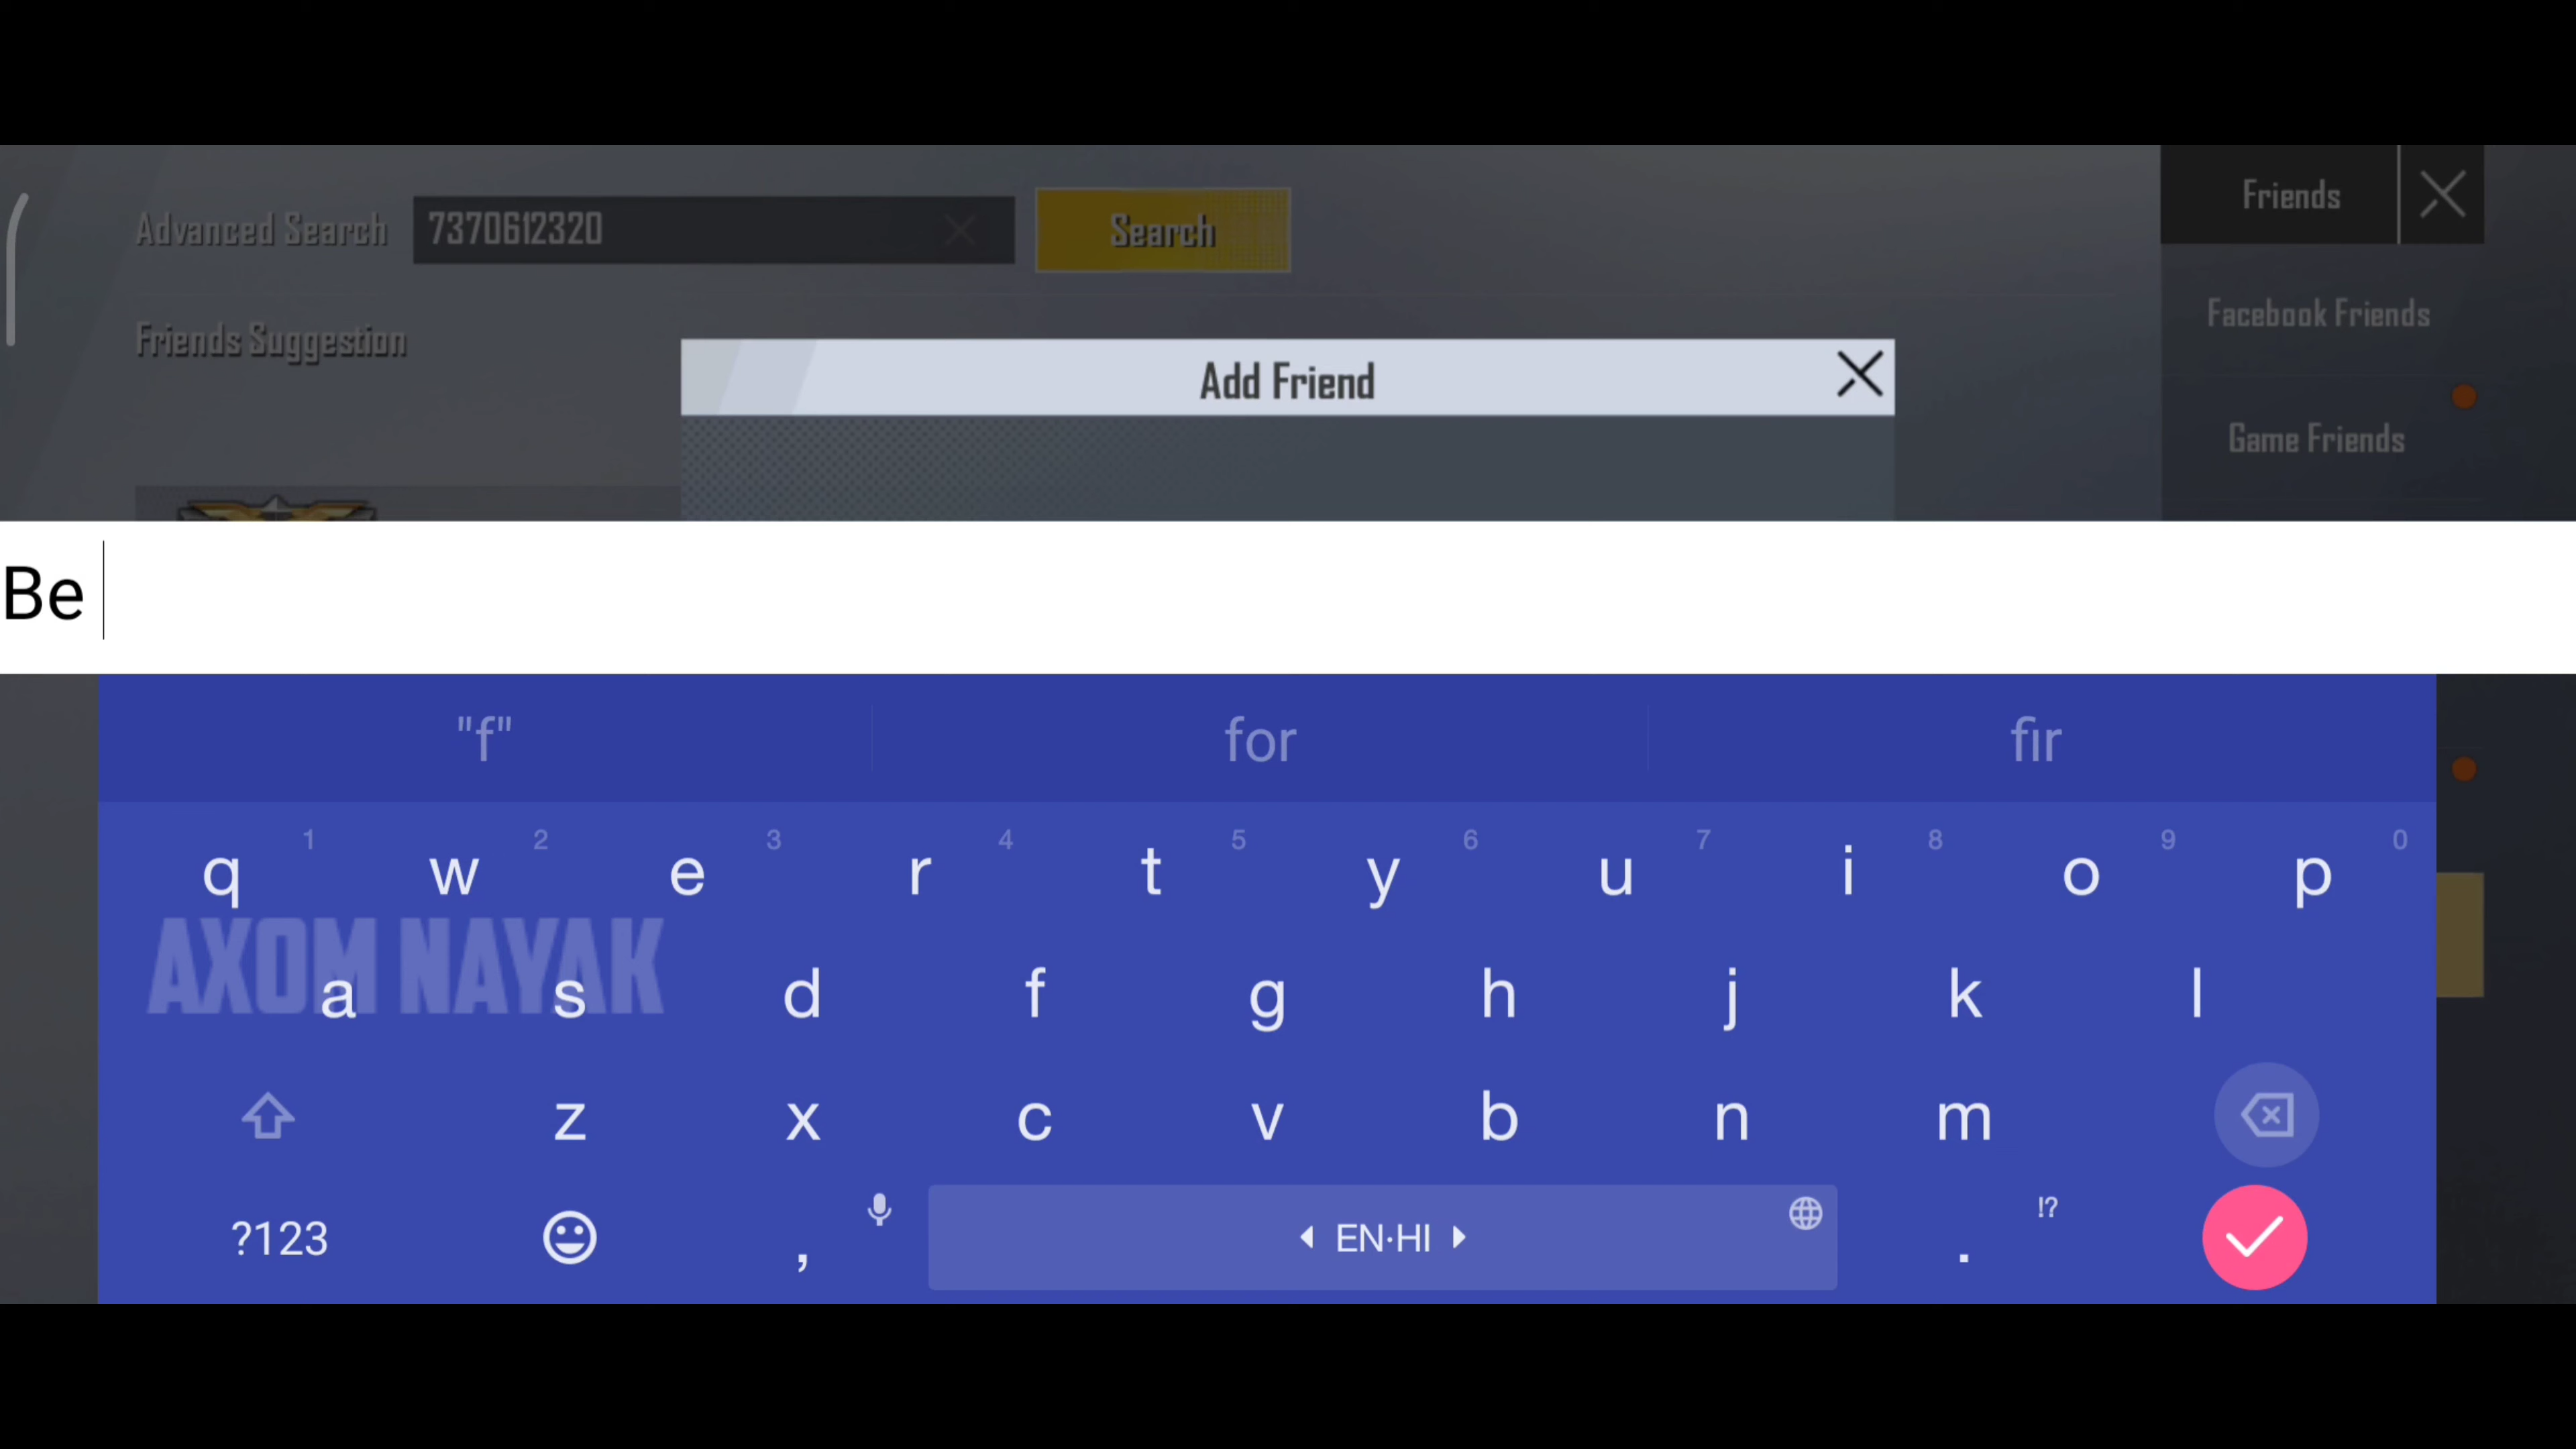 Advanced Search 7370612320 Search Friends
Friends Suggestion
Facebook Friends
Add Friend
Game Friends
Be
"f" for fir
q 1 w 2 e 3 r 4 t 5 y 6 u 7 i 8 o 9 p 0
AXOM NAYAK
a s d f g h j k l
z x c v b n m
?123 , EN·HI . !?